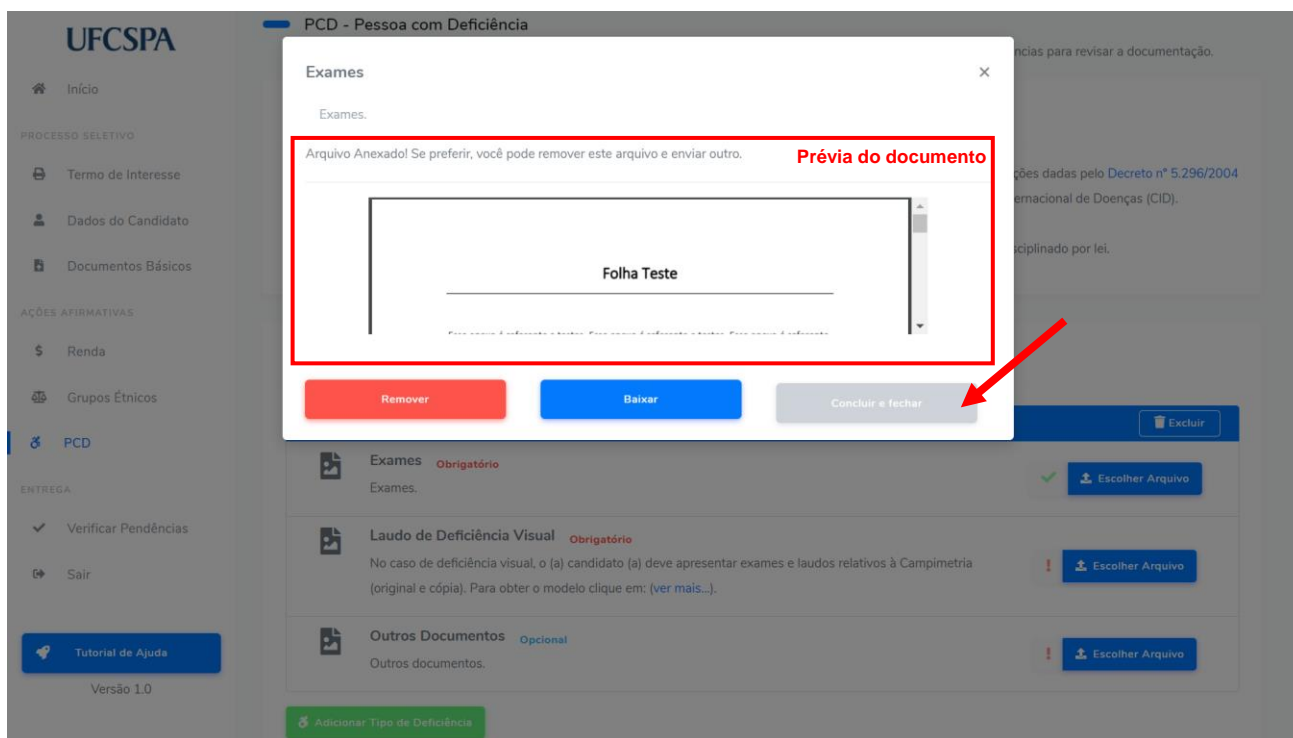 UFCSPA
Início
PROCESSO SELETIVO
Termo de Interesse
Dados do Candidato
Documentos Básicos
AÇÕES AFIRMATIVAS
Renda
Grupos Étnicos
PCD
ENTREGA
Verificar Pendências
Sair
Tutorial de Ajuda
Versão 1.0
PCD - Pessoa com Deficiência
ncias para revisar a documentação.
ções dadas pelo Decreto nº 5.296/2004
ernacional de Doenças (CID).
sciplinado por lei.
Exames
×
Exames.
Arquivo Anexado! Se preferir, você pode remover este arquivo e enviar outro.
Prévia do documento
Folha Teste
Remover
Baixar
Concluir e fechar
Excluir
Exames Obrigatório
Exames.
Escolher Arquivo
Laudo de Deficiência Visual Obrigatório
No caso de deficiência visual, o (a) candidato (a) deve apresentar exames e laudos relativos à Campimetria
(original e cópia). Para obter o modelo clique em: (ver mais...).
! Escolher Arquivo
Outros Documentos Opcional
Outros documentos.
! Escolher Arquivo
Adicionar Tipo de Deficiência